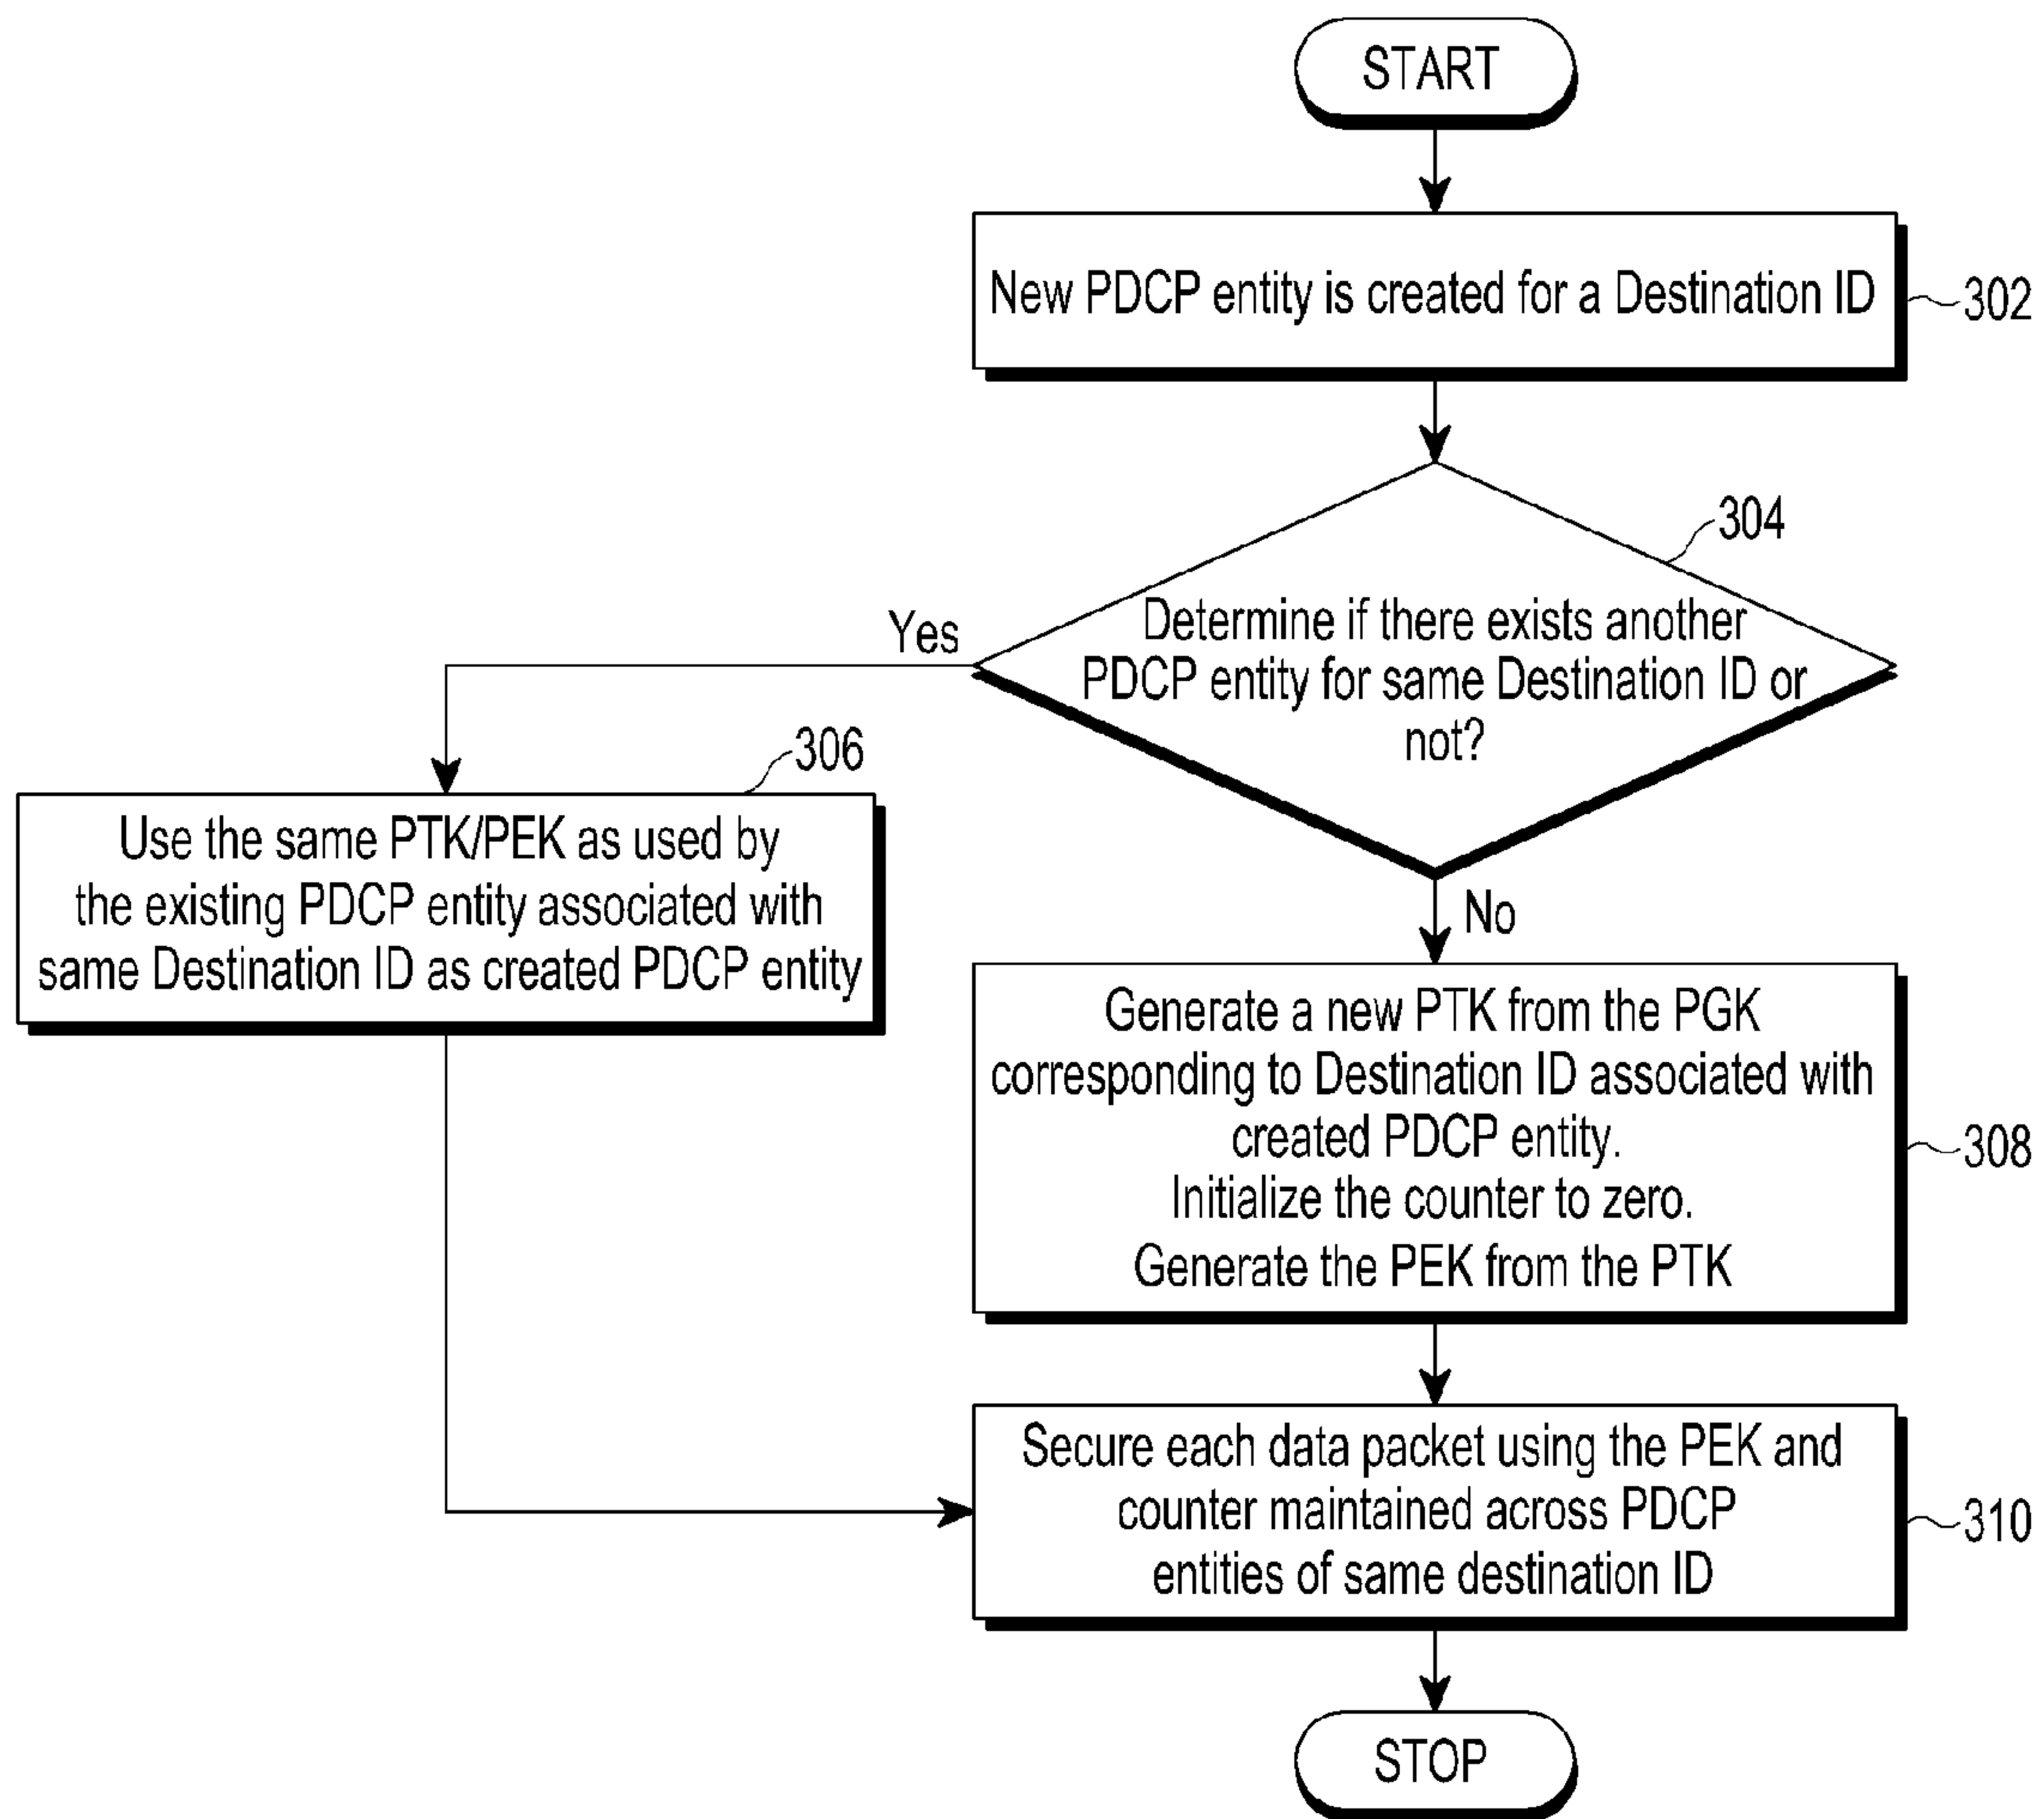 START
New PDCP entity is created for a Destination ID
302
304
Determine if there exists another
PDCP entity for same Destination ID or
not?
Yes
No
306
Use the same PTK/PEK as used by
the existing PDCP entity associated with
same Destination ID as created PDCP entity
Generate a new PTK from the PGK
corresponding to Destination ID associated with
created PDCP entity.
Initialize the counter to zero.
Generate the PEK from the PTK
308
Secure each data packet using the PEK and
counter maintained across PDCP
entities of same destination ID
310
STOP